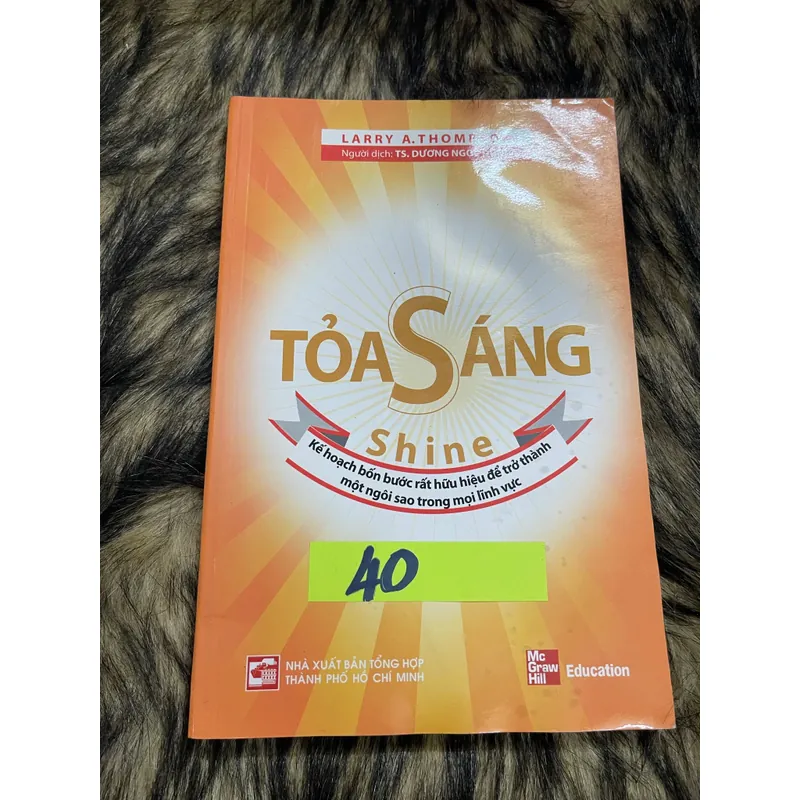 LARRY A.
Người dịch: TS. DƯƠNG
TỎA SÁNG
Shine
Kế hoạch bốn bước rất hữu hiệu để trở thành
một ngôi sao trong mọi lĩnh vực
40
NHÀ XUẤT BẢN TỔNG HỢP
THÀNH PHỐ HỒ CHÍ MINH
Mc
Graw
Hill
Education